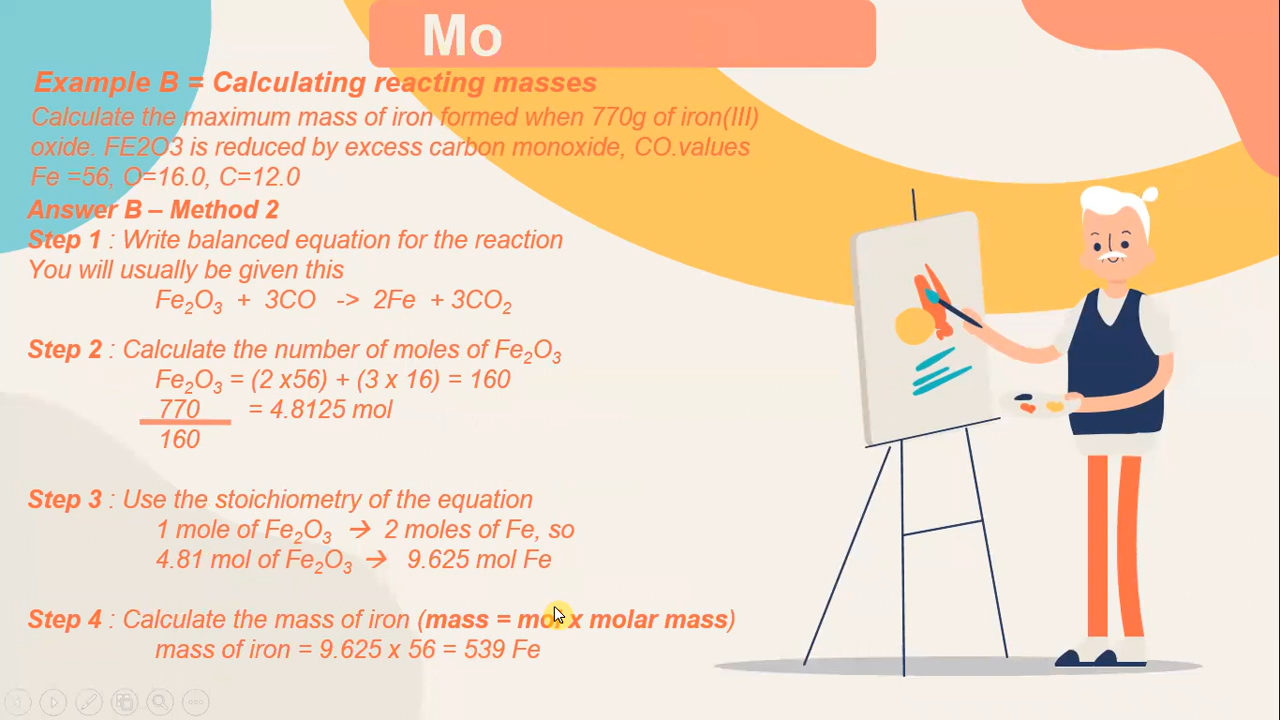 Mo
Example B = Calculating reacting masses
Calculate the maximum mass of iron formed when 770g of iron(III)
oxide. FE2O3 is reduced by excess carbon monoxide, CO.values
Fe =56, O=16.0, C=12.0
Answer B – Method 2
Step 1 : Write balanced equation for the reaction
You will usually be given this
Fe₂O₃ + 3CO -> 2Fe + 3CO₂
Step 2 : Calculate the number of moles of Fe₂O₃
Fe₂O₃ = (2 x56) + (3 x 16) = 160
770 = 4.8125 mol
160
Step 3 : Use the stoichiometry of the equation
1 mole of Fe₂O₃ → 2 moles of Fe, so
4.81 mol of Fe₂O₃ → 9.625 mol Fe
Step 4 : Calculate the mass of iron (mass = mol x molar mass)
mass of iron = 9.625 x 56 = 539 Fe